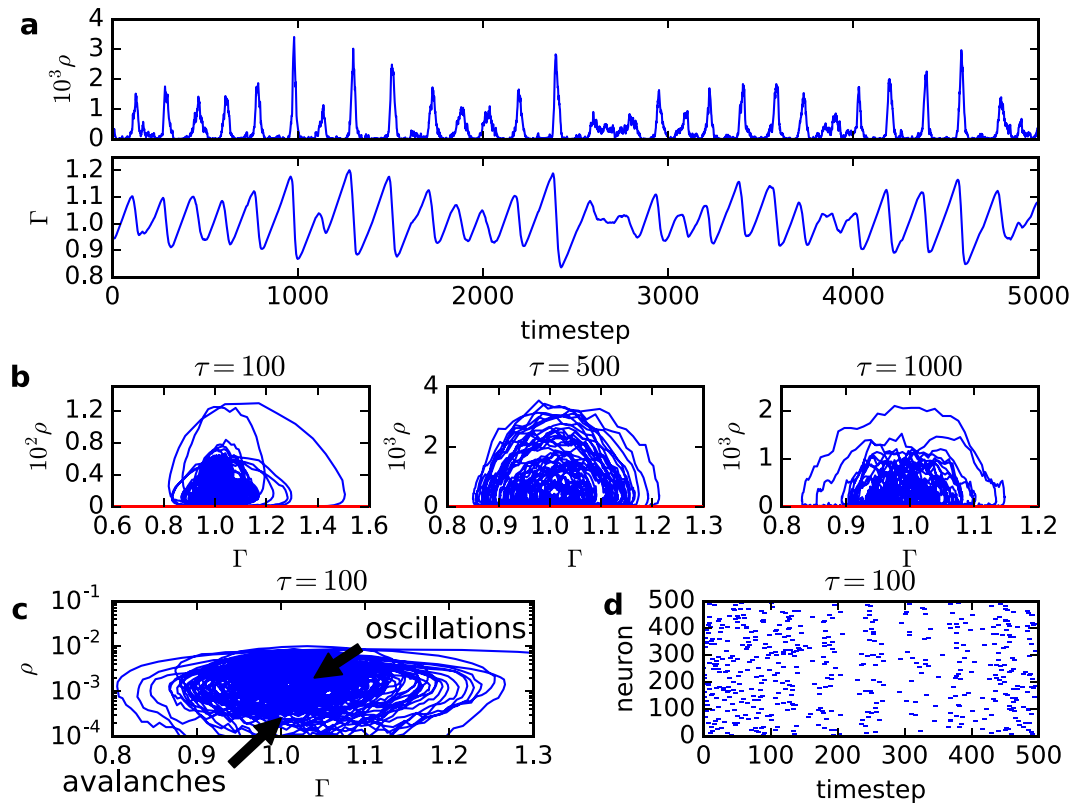 a
10³ρ
4
3
2
1
0
Γ
1.2
1.1
1.0
0.9
0.8
0 1000 2000 3000 4000 5000
timestep
b
τ = 100
10²ρ
1.2
0.8
0.4
0
0.6 0.8 1.0 1.2 1.4 1.6
Γ
τ = 500
10³ρ
4
2
0
0.8 0.9 1.0 1.1 1.2 1.3
Γ
τ = 1000
10³ρ
2
1
0
0.8 0.9 1.0 1.1 1.2
Γ
c
τ = 100
ρ
10⁻¹
10⁻²
10⁻³
10⁻⁴
oscillations
avalanches
0.8 0.9 1.0 1.1 1.2 1.3
Γ
d
τ = 100
neuron
500
400
300
200
100
0
0 100 200 300 400 500
timestep